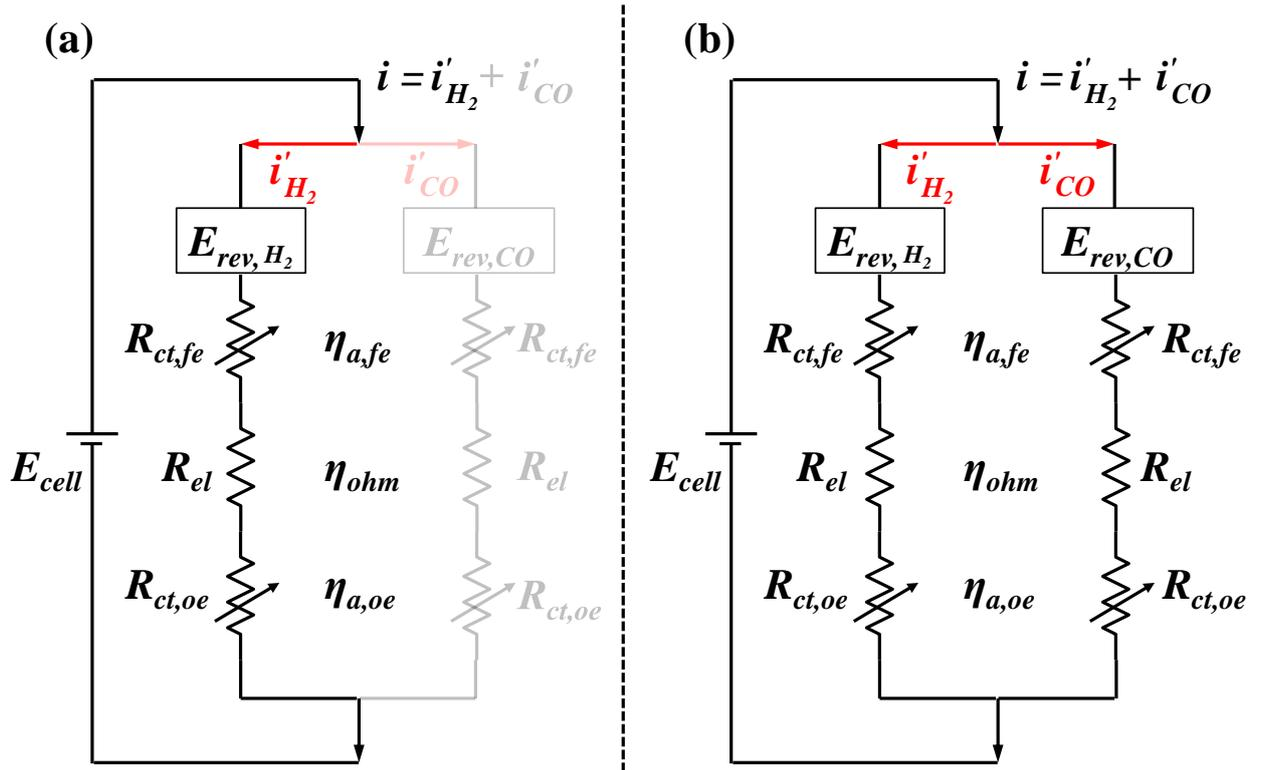 (a)
i = i'H2 + i'CO
i'H2 i'CO
Erev, H2 Erev,CO
Rct,fe ηa,fe Rct,fe
Ecell Rel ηohm Rel
Rct,oe ηa,oe Rct,oe
(b)
i = i'H2 + i'CO
i'H2 i'CO
Erev, H2 Erev,CO
Rct,fe ηa,fe Rct,fe
Ecell Rel ηohm Rel
Rct,oe ηa,oe Rct,oe